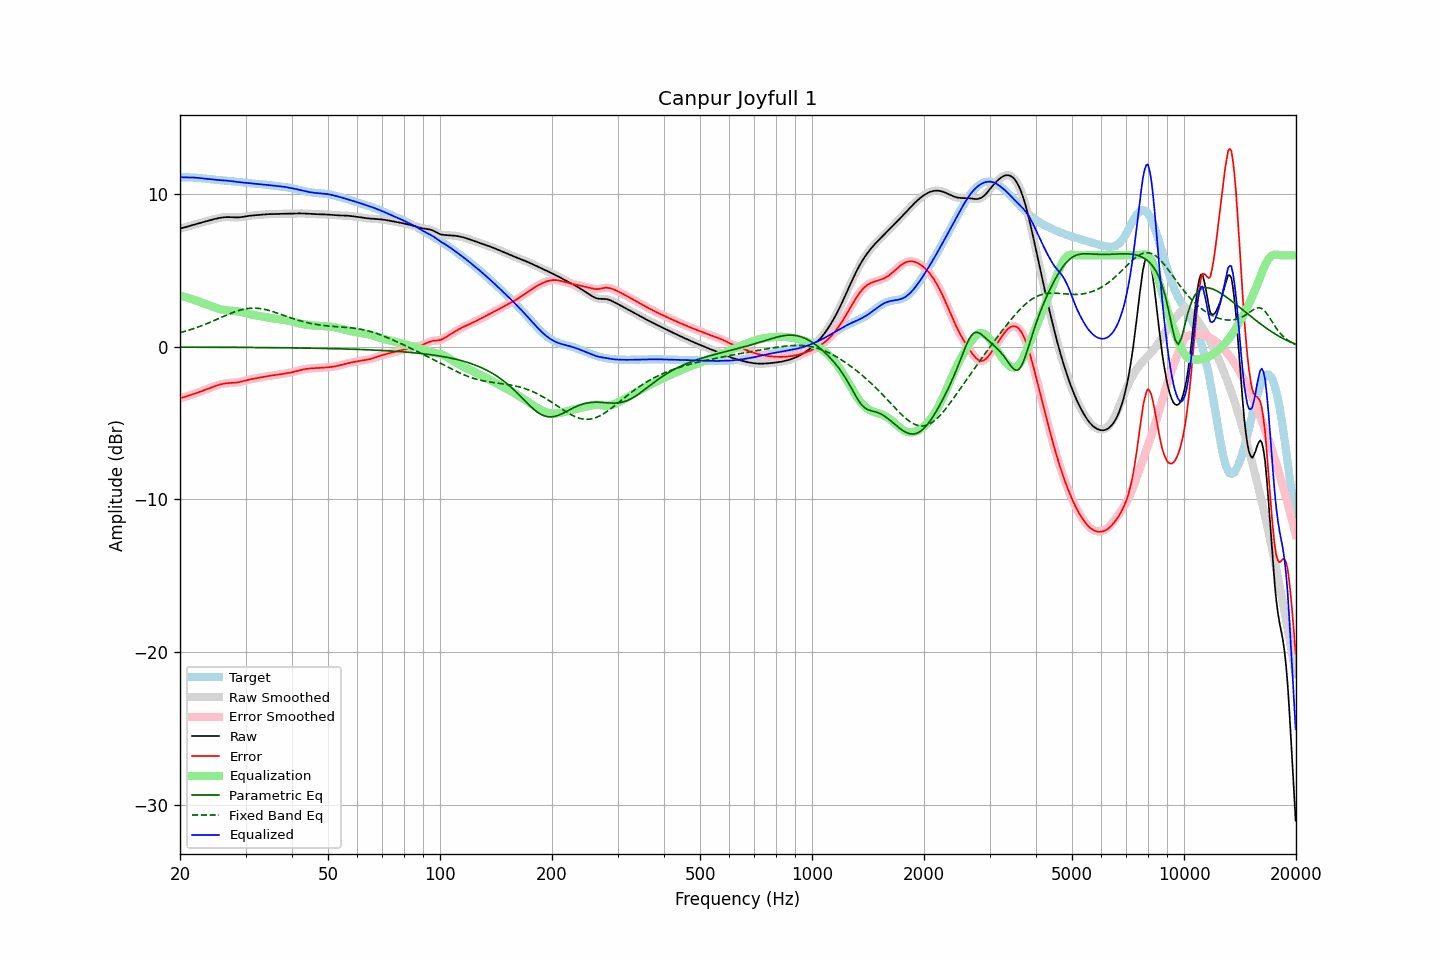 Canpur Joyfull 1
10
0
−10
−20
−30
Amplitude (dBr)
Target
Raw Smoothed
Error Smoothed
Raw
Error
Equalization
Parametric Eq
Fixed Band Eq
Equalized
20 50 100 200 500 1000 2000 5000 10000 20000
Frequency (Hz)